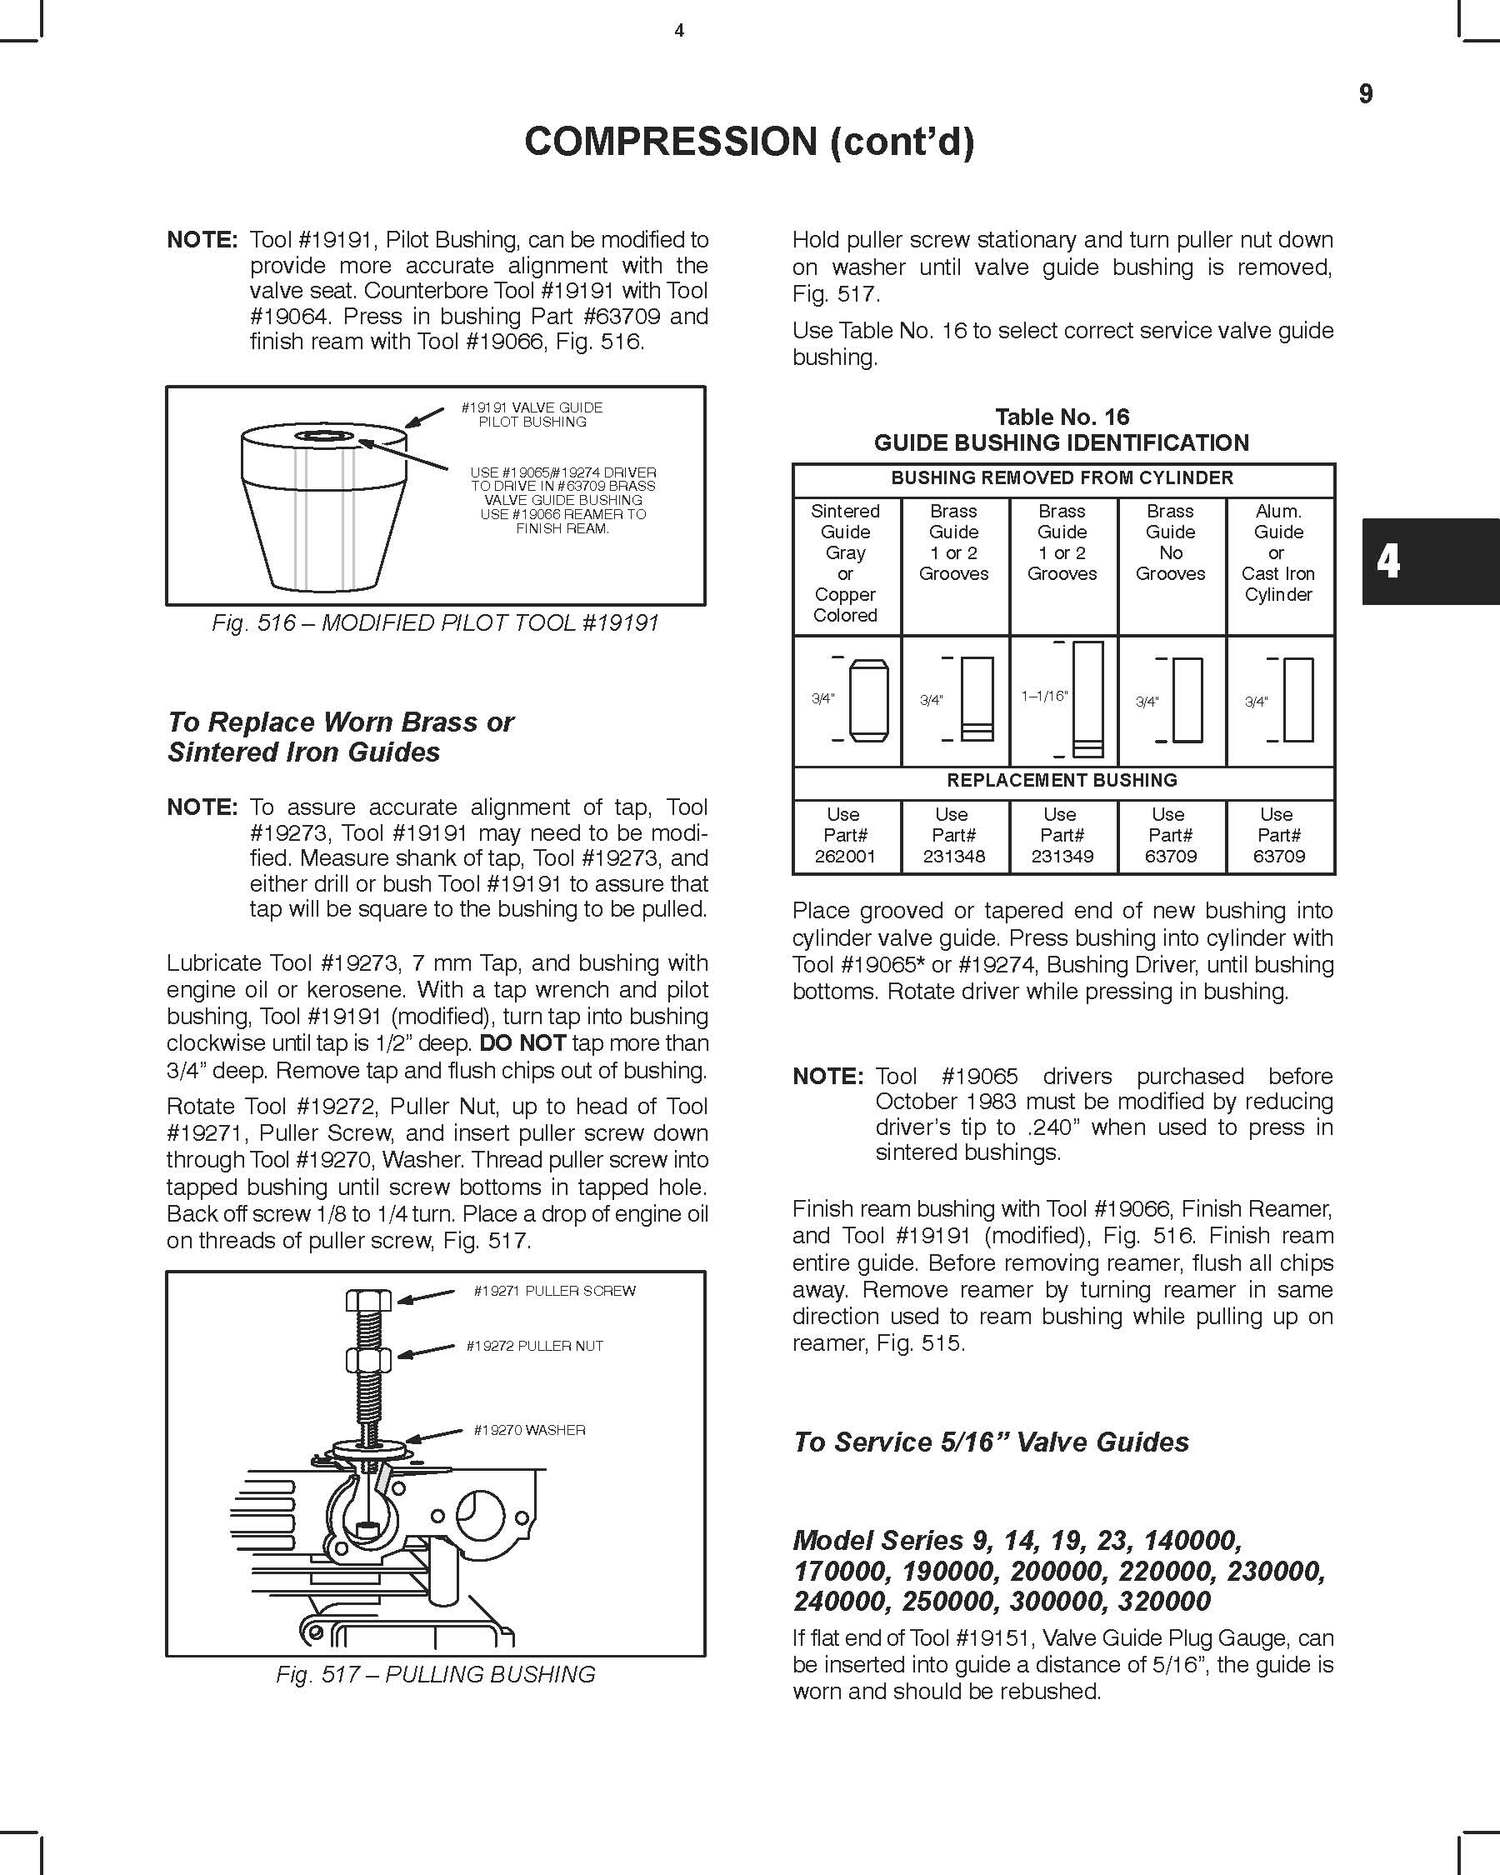 4
9
COMPRESSION (cont’d)
NOTE: Tool #19191, Pilot Bushing, can be modified to
provide more accurate alignment with the
valve seat. Counterbore Tool #19191 with Tool
#19064. Press in bushing Part #63709 and
finish ream with Tool #19066, Fig. 516.
#19191 VALVE GUIDE
PILOT BUSHING
USE #19065/#19274 DRIVER
TO DRIVE IN #63709 BRASS
VALVE GUIDE BUSHING
USE #19066 REAMER TO
FINISH REAM.
Fig. 516 – MODIFIED PILOT TOOL #19191
To Replace Worn Brass or
Sintered Iron Guides
NOTE: To assure accurate alignment of tap, Tool
#19273, Tool #19191 may need to be modi-
fied. Measure shank of tap, Tool #19273, and
either drill or bush Tool #19191 to assure that
tap will be square to the bushing to be pulled.
Lubricate Tool #19273, 7 mm Tap, and bushing with
engine oil or kerosene. With a tap wrench and pilot
bushing, Tool #19191 (modified), turn tap into bushing
clockwise until tap is 1/2” deep. DO NOT tap more than
3/4” deep. Remove tap and flush chips out of bushing.
Rotate Tool #19272, Puller Nut, up to head of Tool
#19271, Puller Screw, and insert puller screw down
through Tool #19270, Washer. Thread puller screw into
tapped bushing until screw bottoms in tapped hole.
Back off screw 1/8 to 1/4 turn. Place a drop of engine oil
on threads of puller screw, Fig. 517.
#19271 PULLER SCREW
#19272 PULLER NUT
#19270 WASHER
Fig. 517 – PULLING BUSHING
Hold puller screw stationary and turn puller nut down
on washer until valve guide bushing is removed,
Fig. 517.
Use Table No. 16 to select correct service valve guide
bushing.
Table No. 16
GUIDE BUSHING IDENTIFICATION
BUSHING REMOVED FROM CYLINDER
Sintered Brass Brass Brass Alum.
Guide Guide Guide Guide Guide
Gray 1 or 2 1 or 2 No or
or Grooves Grooves Grooves Cast Iron
Copper Cylinder
Colored
3/4" 3/4" 1–1/16" 3/4" 3/4"
REPLACEMENT BUSHING
Use Use Use Use Use
Part# Part# Part# Part# Part#
262001 231348 231349 63709 63709
4
Place grooved or tapered end of new bushing into
cylinder valve guide. Press bushing into cylinder with
Tool #19065* or #19274, Bushing Driver, until bushing
bottoms. Rotate driver while pressing in bushing.
NOTE: Tool #19065 drivers purchased before
October 1983 must be modified by reducing
driver’s tip to .240” when used to press in
sintered bushings.
Finish ream bushing with Tool #19066, Finish Reamer,
and Tool #19191 (modified), Fig. 516. Finish ream
entire guide. Before removing reamer, flush all chips
away. Remove reamer by turning reamer in same
direction used to ream bushing while pulling up on
reamer, Fig. 515.
To Service 5/16” Valve Guides
Model Series 9, 14, 19, 23, 140000,
170000, 190000, 200000, 220000, 230000,
240000, 250000, 300000, 320000
If flat end of Tool #19151, Valve Guide Plug Gauge, can
be inserted into guide a distance of 5/16”, the guide is
worn and should be rebushed.